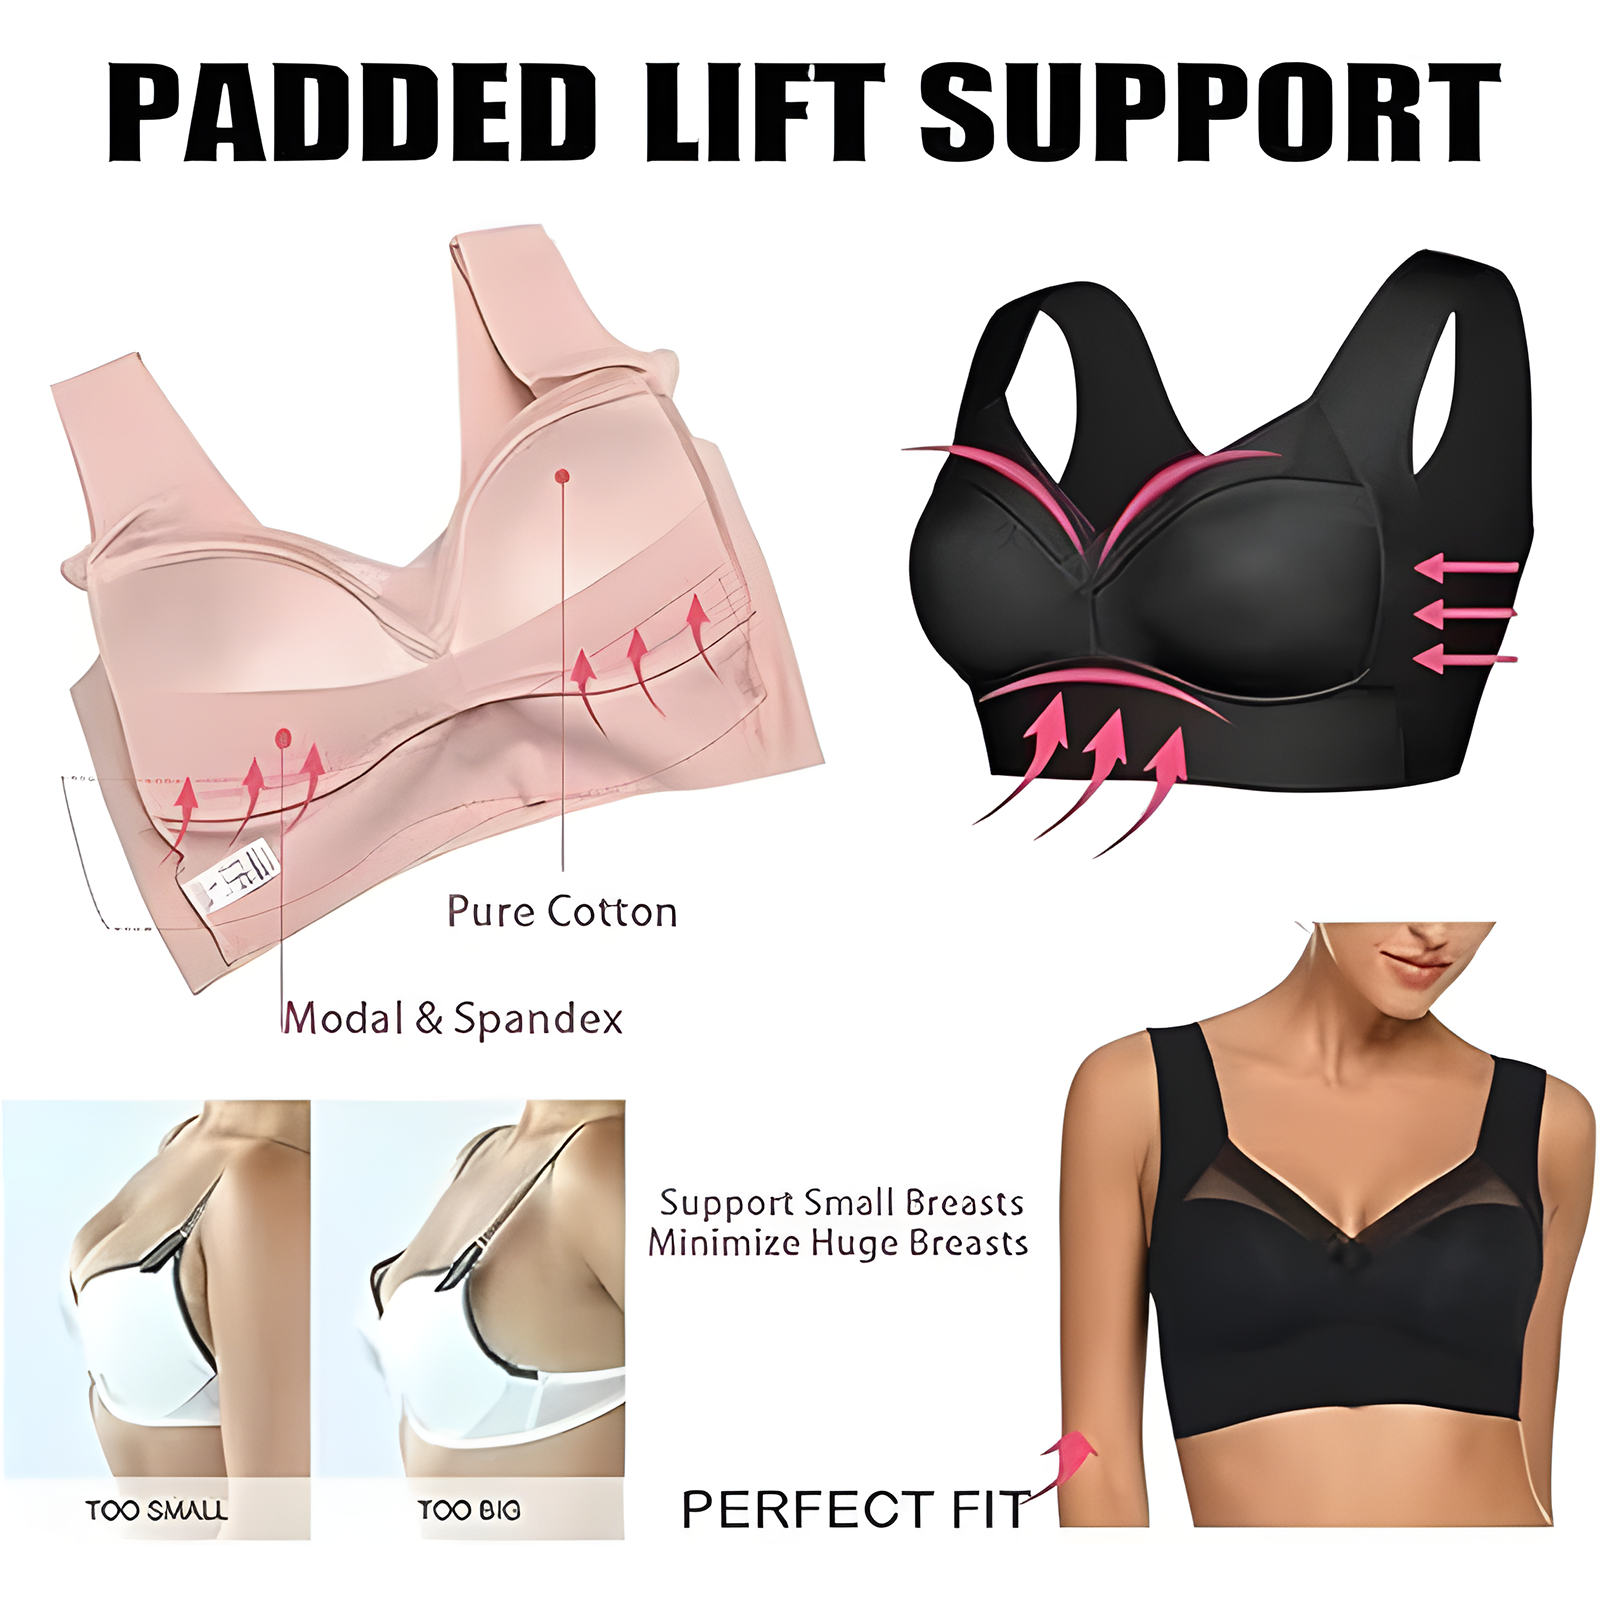 PADDED LIFT SUPPORT
Pure Cotton
Modal & Spandex
Support Small Breasts
Minimize Huge Breasts
TOO SMALL
TOO BIG
PERFECT FIT